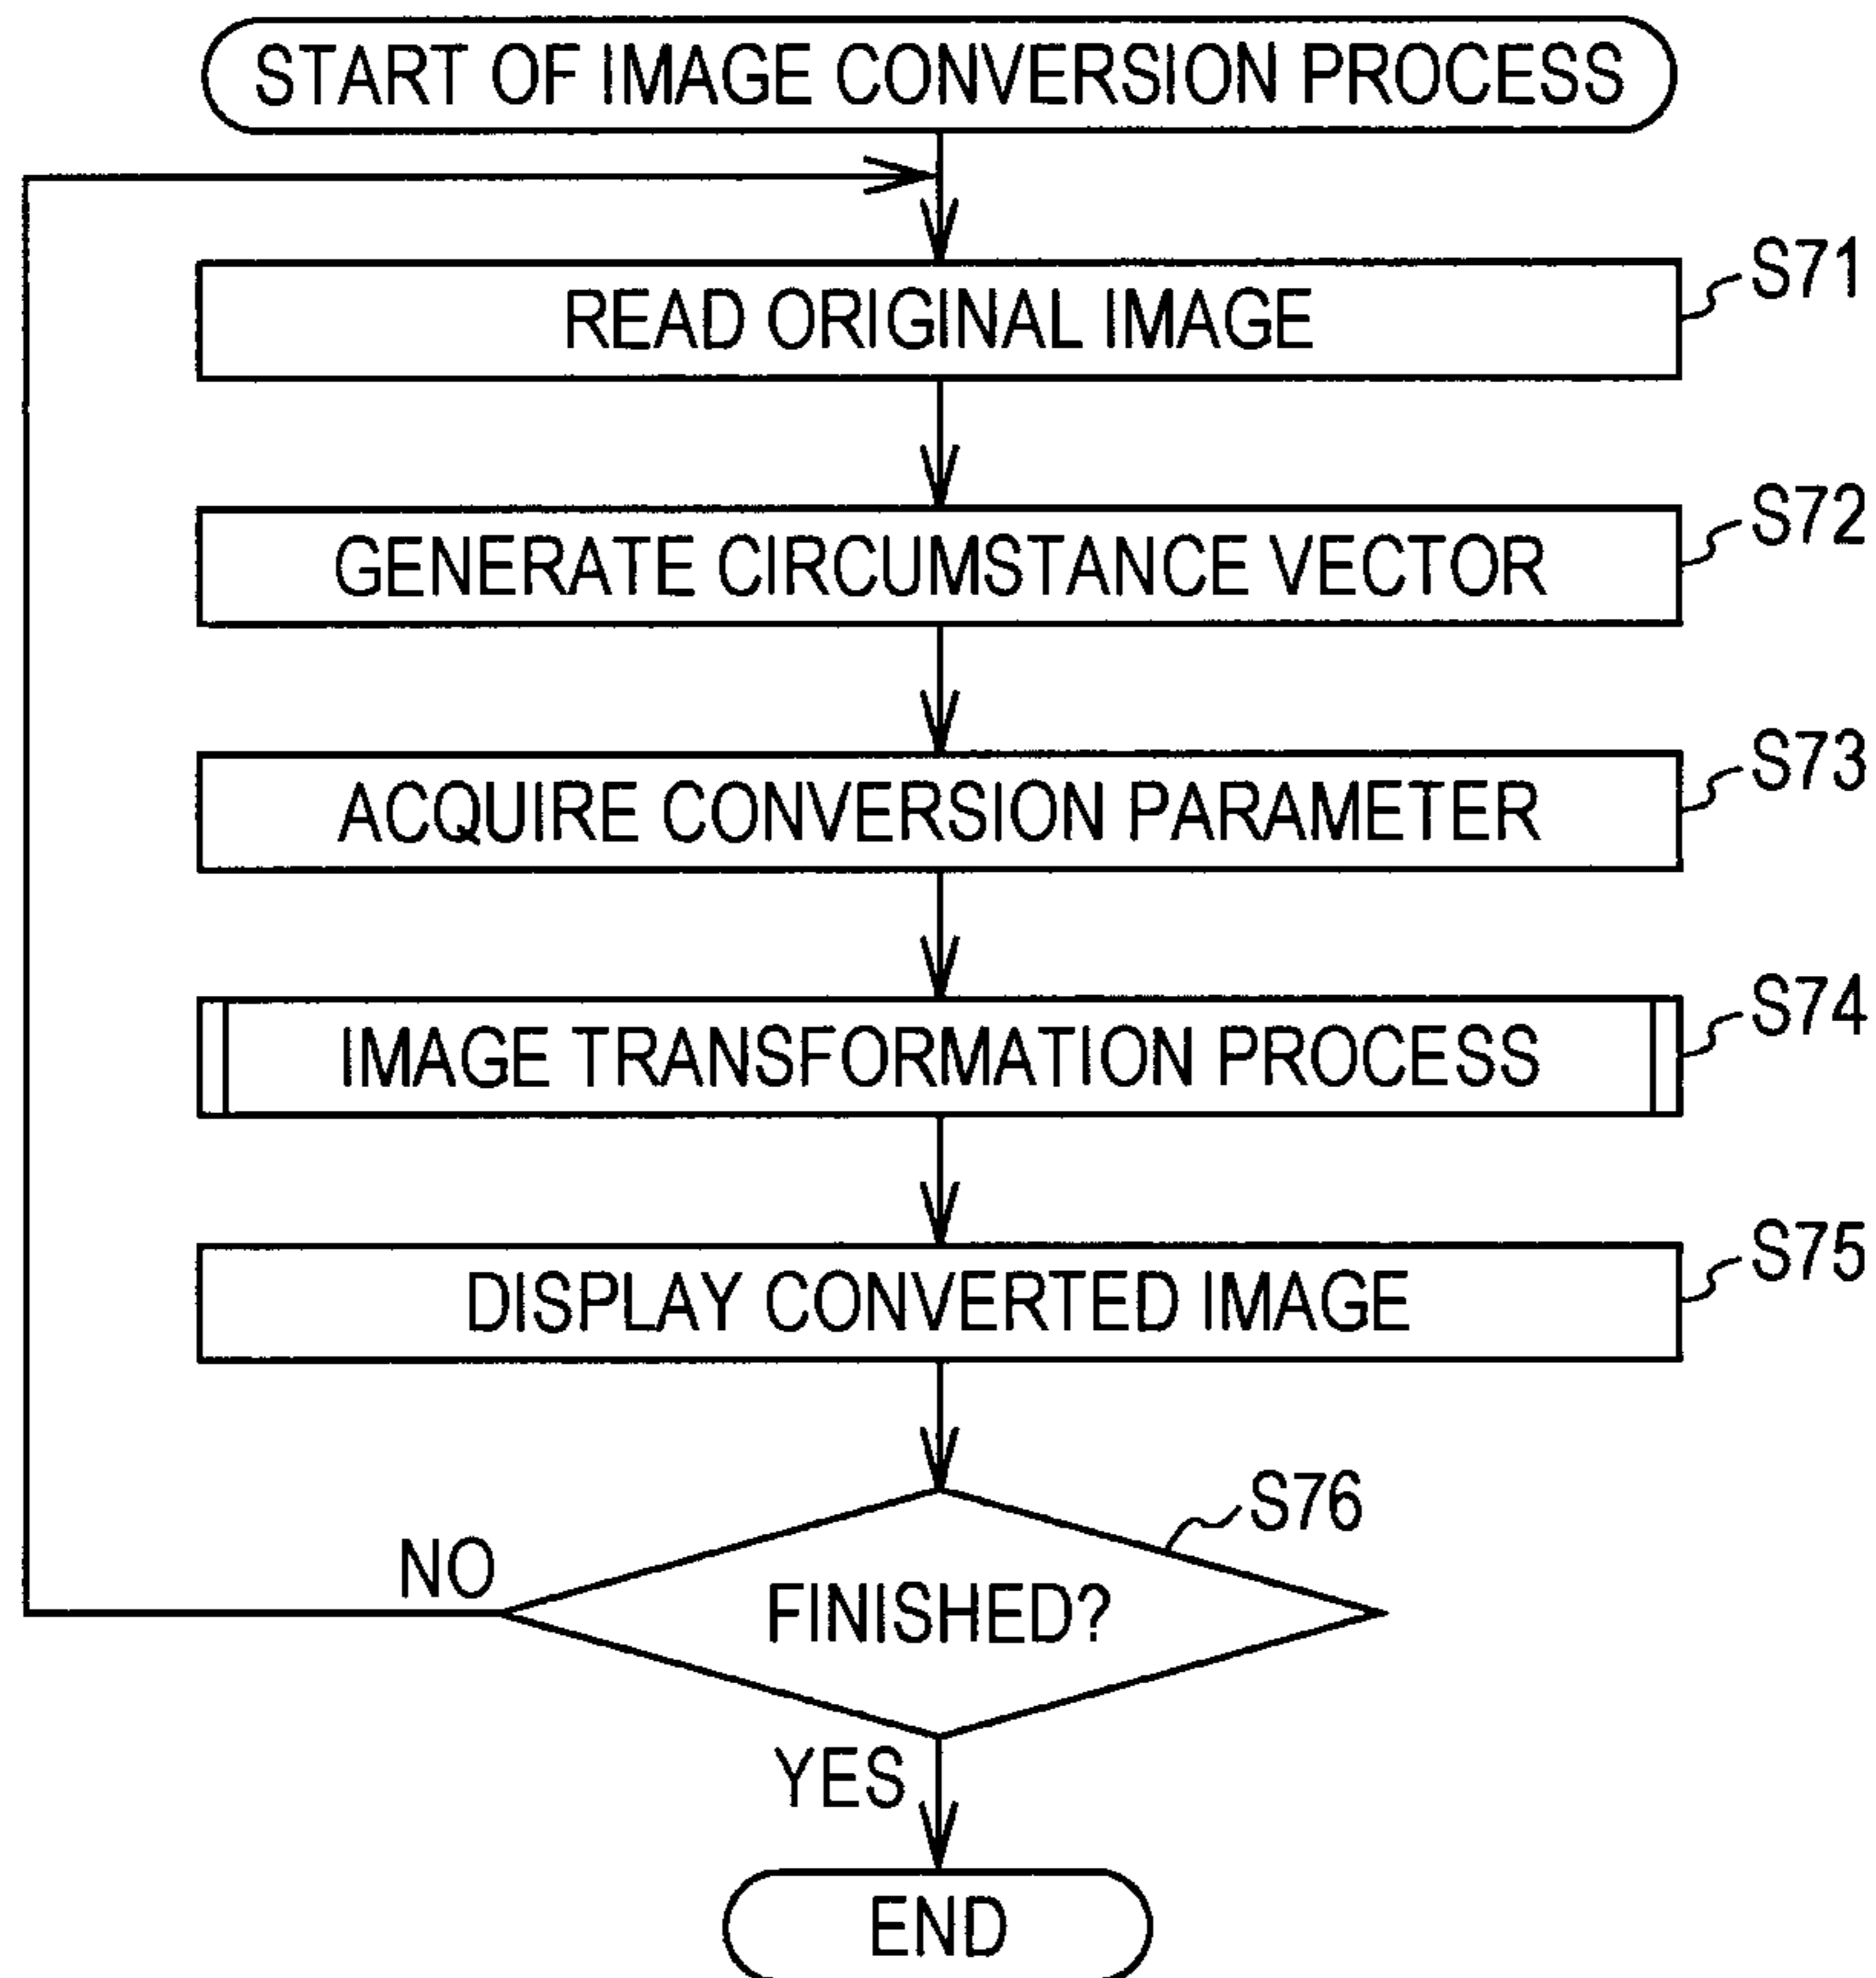 START OF IMAGE CONVERSION PROCESS
READ ORIGINAL IMAGE
S71
GENERATE CIRCUMSTANCE VECTOR
S72
ACQUIRE CONVERSION PARAMETER
S73
IMAGE TRANSFORMATION PROCESS
S74
DISPLAY CONVERTED IMAGE
S75
S76
NO
FINISHED?
YES
END